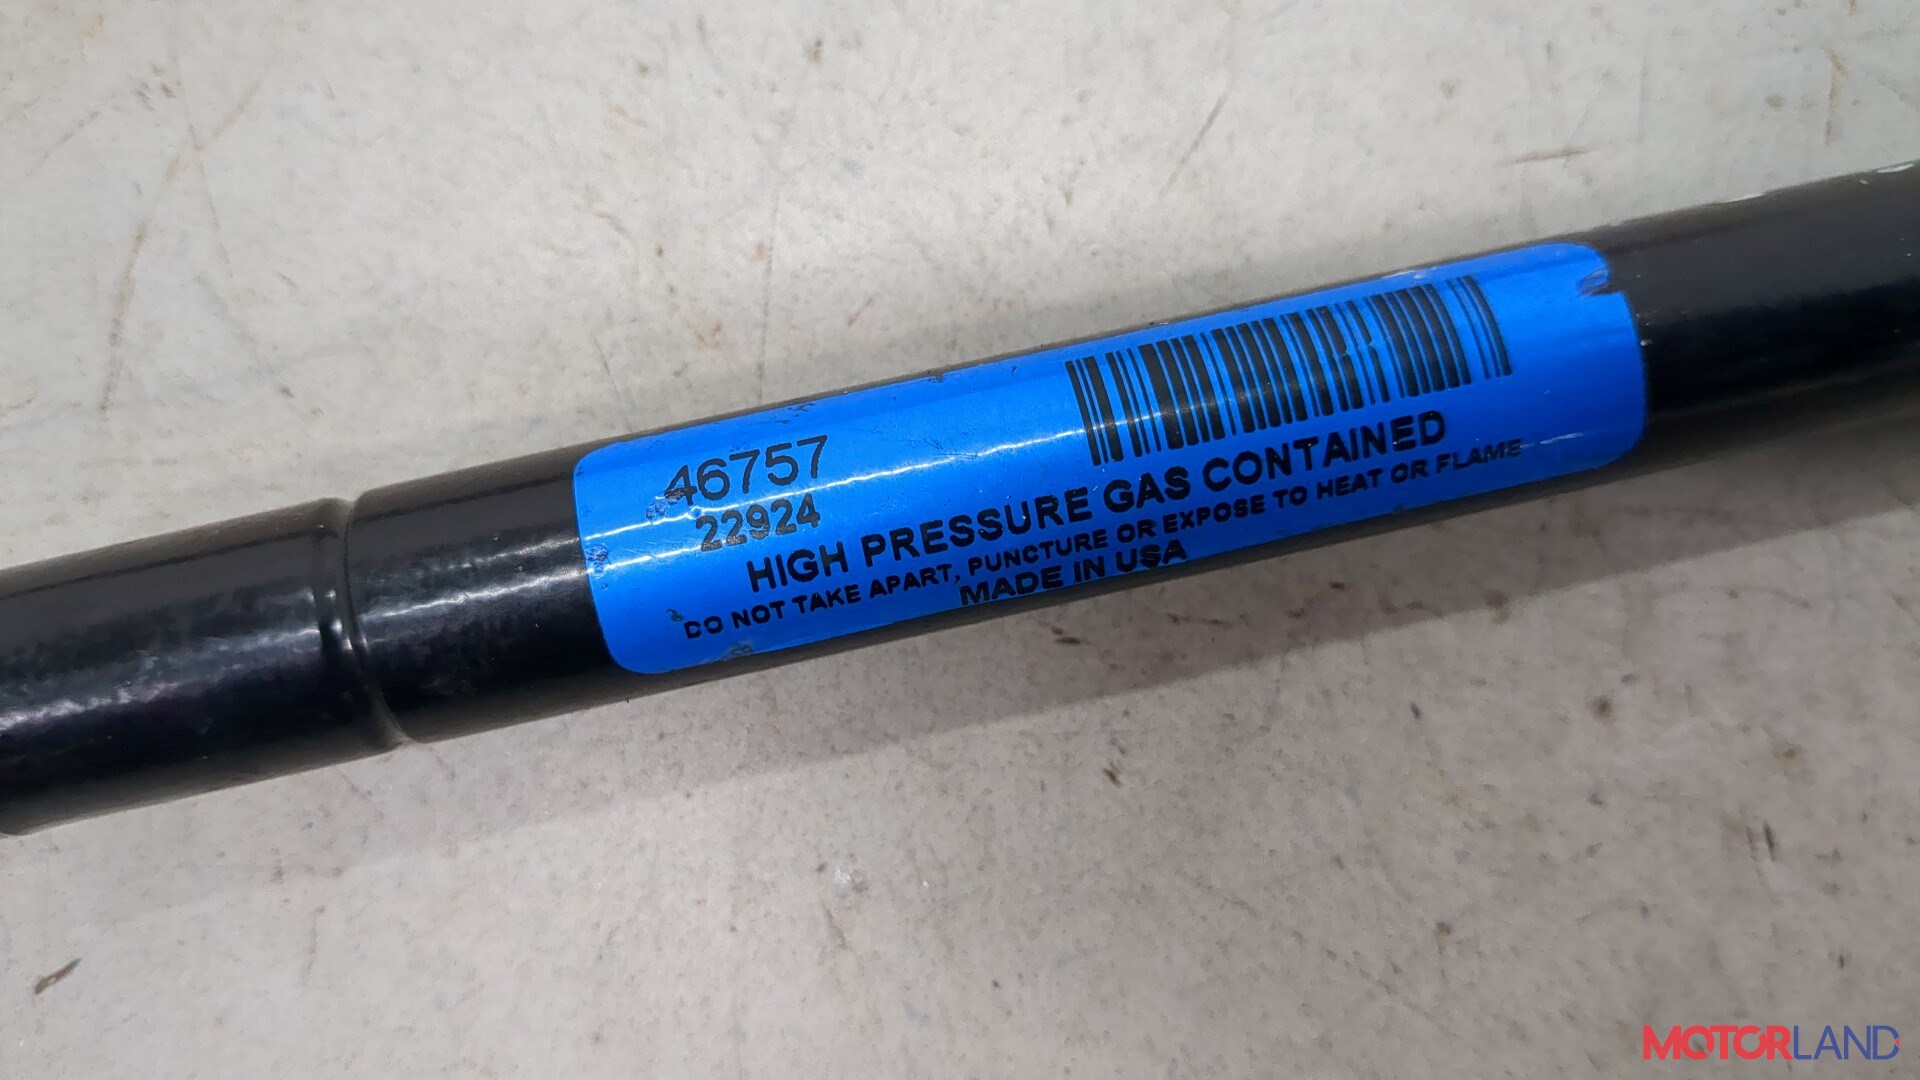 46757
22924
HIGH PRESSURE GAS CONTAINED
DO NOT TAKE APART, PUNCTURE OR EXPOSE TO HEAT OR FLAME
MADE IN USA
MOTORLAND